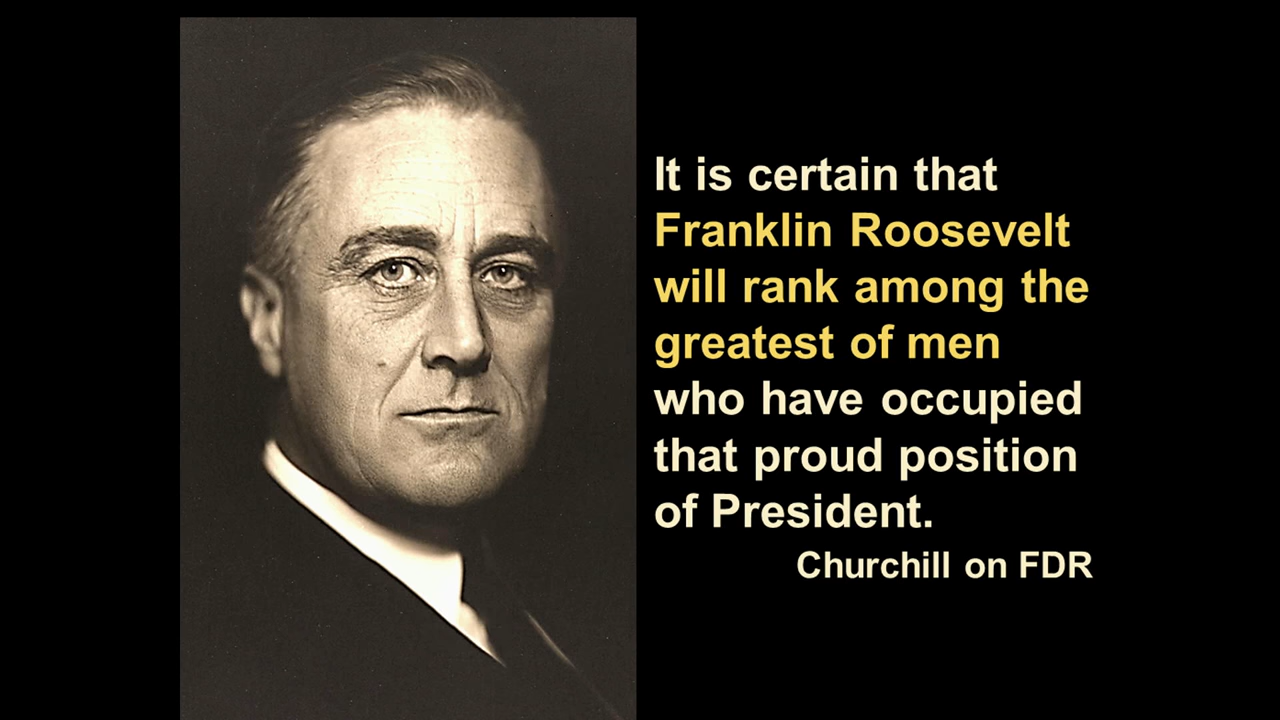 It is certain that
Franklin Roosevelt
will rank among the
greatest of men
who have occupied
that proud position
of President.
Churchill on FDR